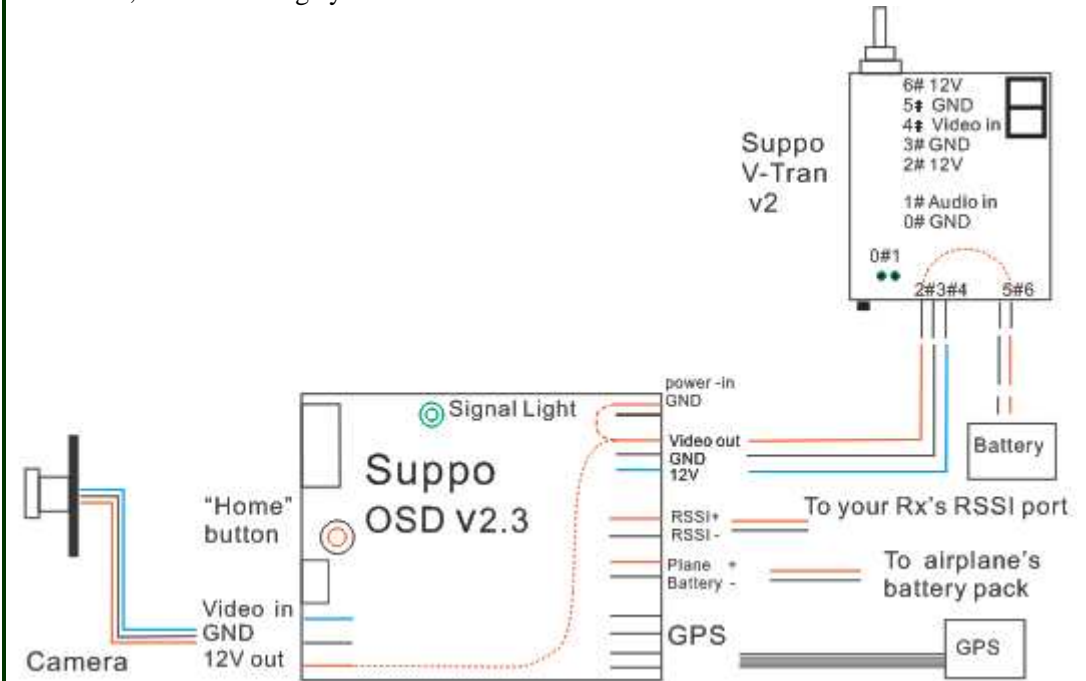 6# 12V
5# GND
4# Video in
3# GND
2# 12V
1# Audio in
0# GND
Suppo
V-Tran
v2
0#1
2#3#4
5#6
power -in
GND
Signal Light
Video out
GND
12V
Battery
Suppo
OSD V2.3
"Home"
button
RSSI+
RSSI -
To your Rx's RSSI port
Plane +
Battery -
To airplane's
battery pack
Video in
GND
12V out
GPS
GPS
Camera